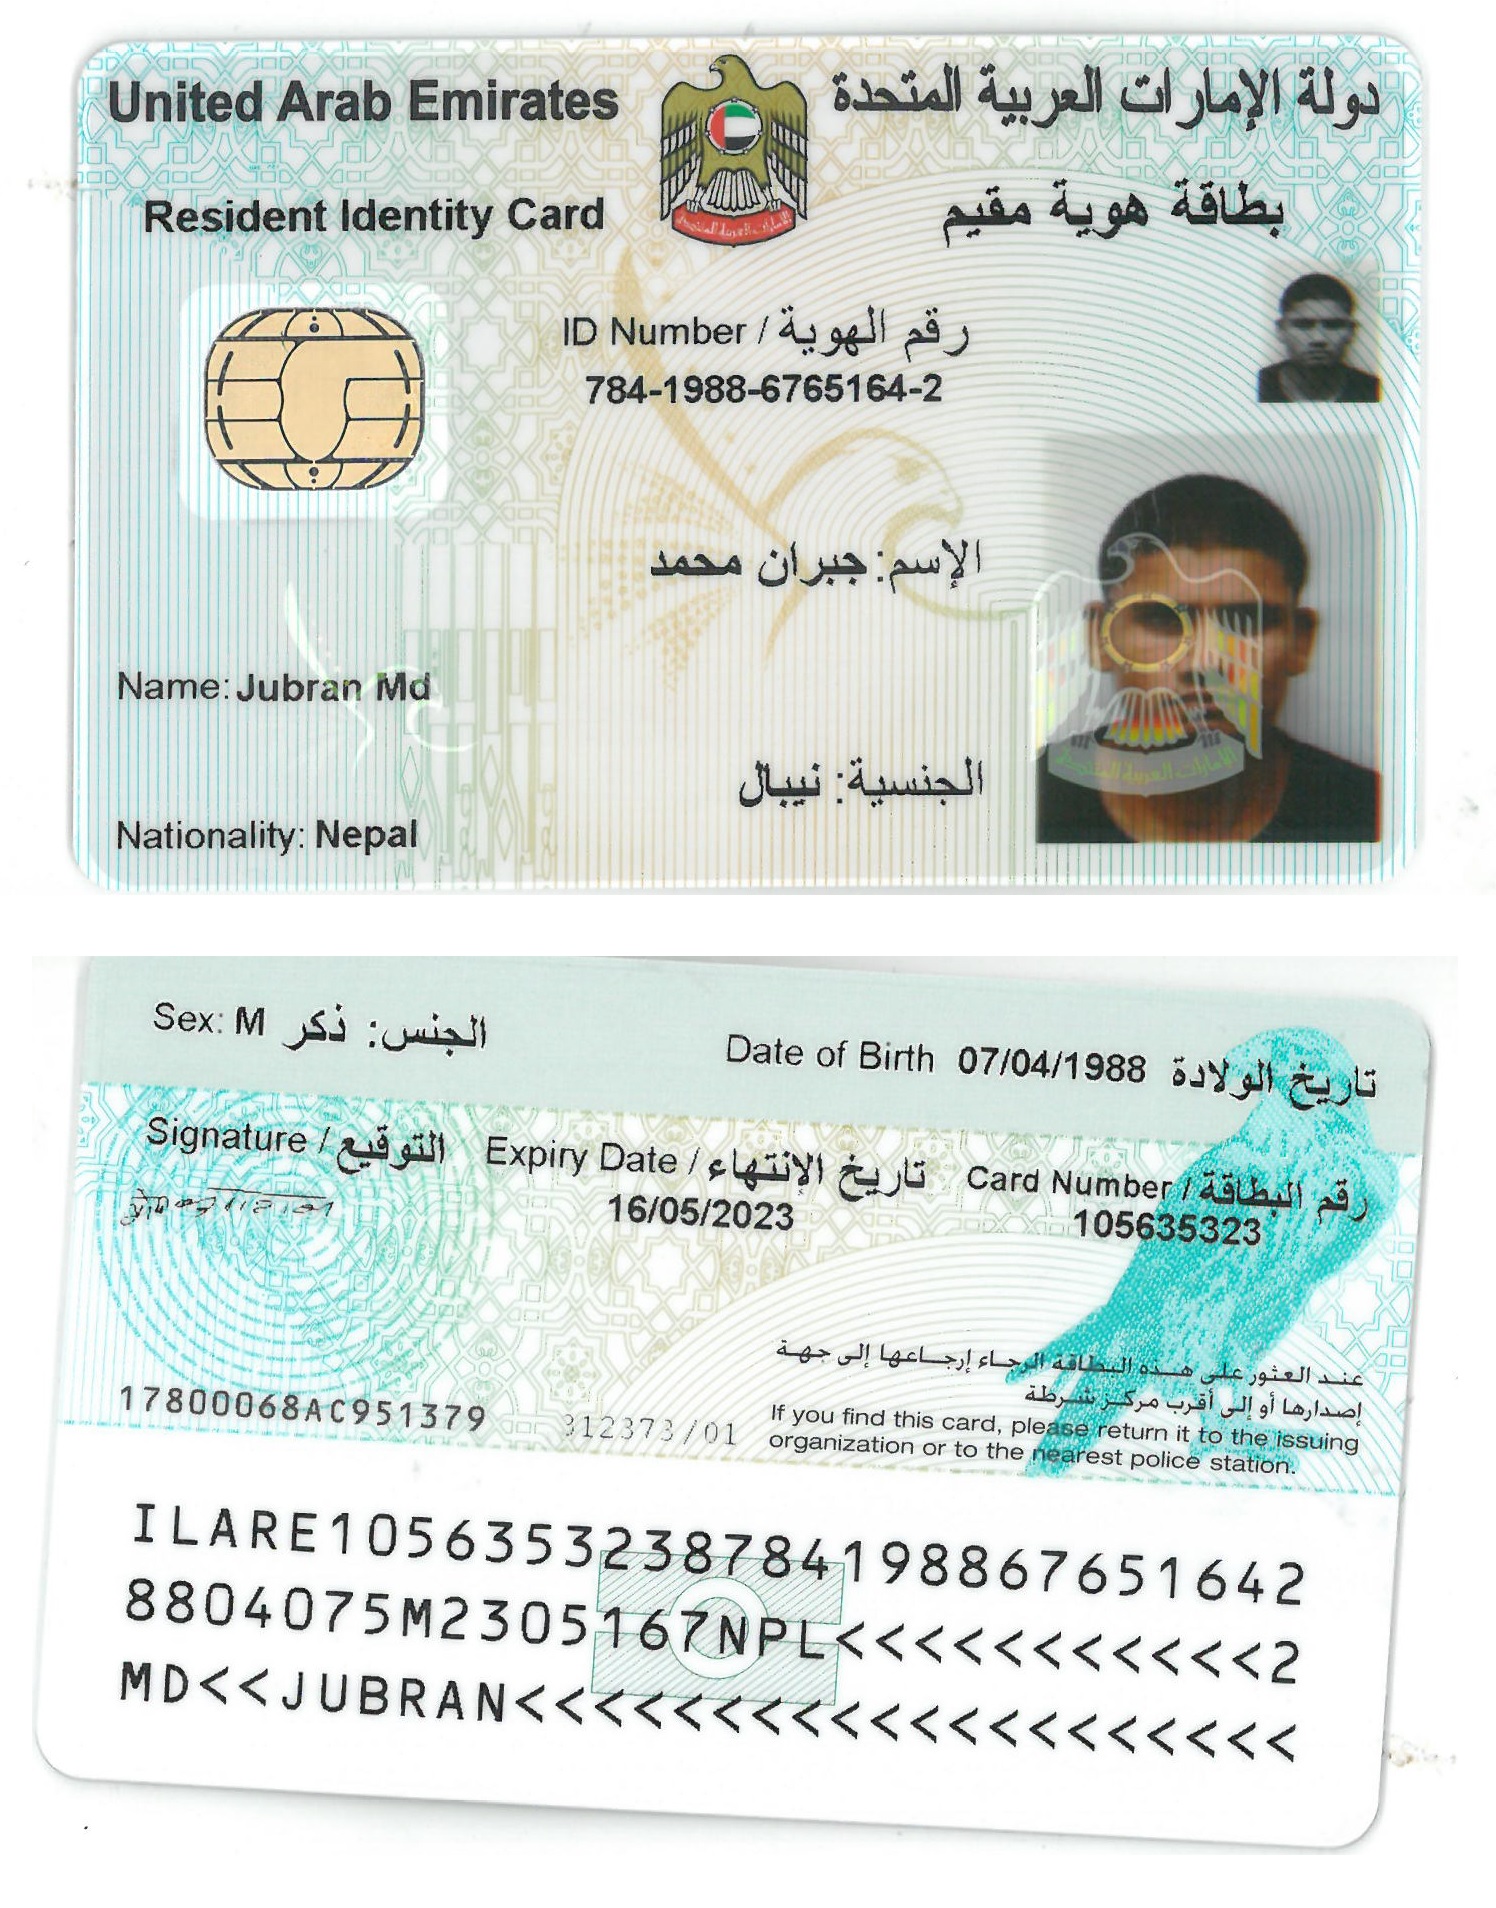 United Arab Emirates
دولة الإمارات العربية المتحدة
Resident Identity Card
بطاقة هوية مقيم
ID Number / رقم الهوية
784-1988-6765164-2
الإسم: جبران محمد
Name: Jubran Md
الجنسية: نيبال
Nationality: Nepal
Sex: M الجنس: ذكر
Date of Birth 07/04/1988 تاريخ الولادة
Signature / التوقيع
Expiry Date / تاريخ الإنتهاء
16/05/2023
Card Number / رقم البطاقة
105635323
عند العثور على هذه البطاقة الرجاء إرجاعها إلى جهة
إصدارها أو إلى أقرب مركز شرطة
17800068AC951379
312373/01
If you find this card, please return it to the issuing
organization or to the nearest police station.
ILARE1056353238784198867651642
8804075M2305167NPL<<<<<<<<<<<2
MD<<JUBRAN<<<<<<<<<<<<<<<<<<<<